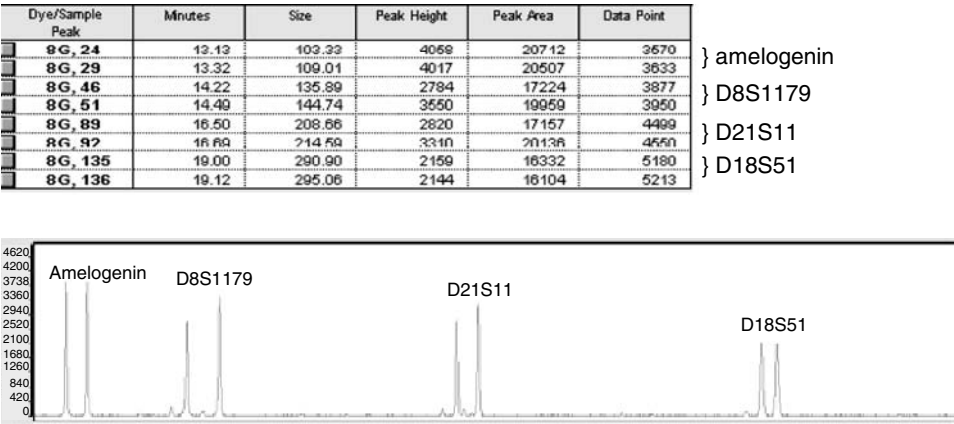 Dye/Sample Peak Minutes Size Peak Height Peak Area Data Point
8G, 24 13.13 103.33 4058 20712 3570
8G, 29 13.32 109.01 4017 20507 3633
8G, 46 14.22 135.89 2784 17224 3877
8G, 51 14.49 144.74 3550 19959 3950
8G, 89 16.50 208.66 2820 17157 4499
8G, 92 16.69 214.59 3310 20136 4550
8G, 135 19.00 290.90 2159 16332 5180
8G, 136 19.12 295.06 2144 16104 5213
} amelogenin
} D8S1179
} D21S11
} D18S51
4620
4200
3738
3360
2940
2520
2100
1680
1260
840
420
0
Amelogenin
D8S1179
D21S11
D18S51